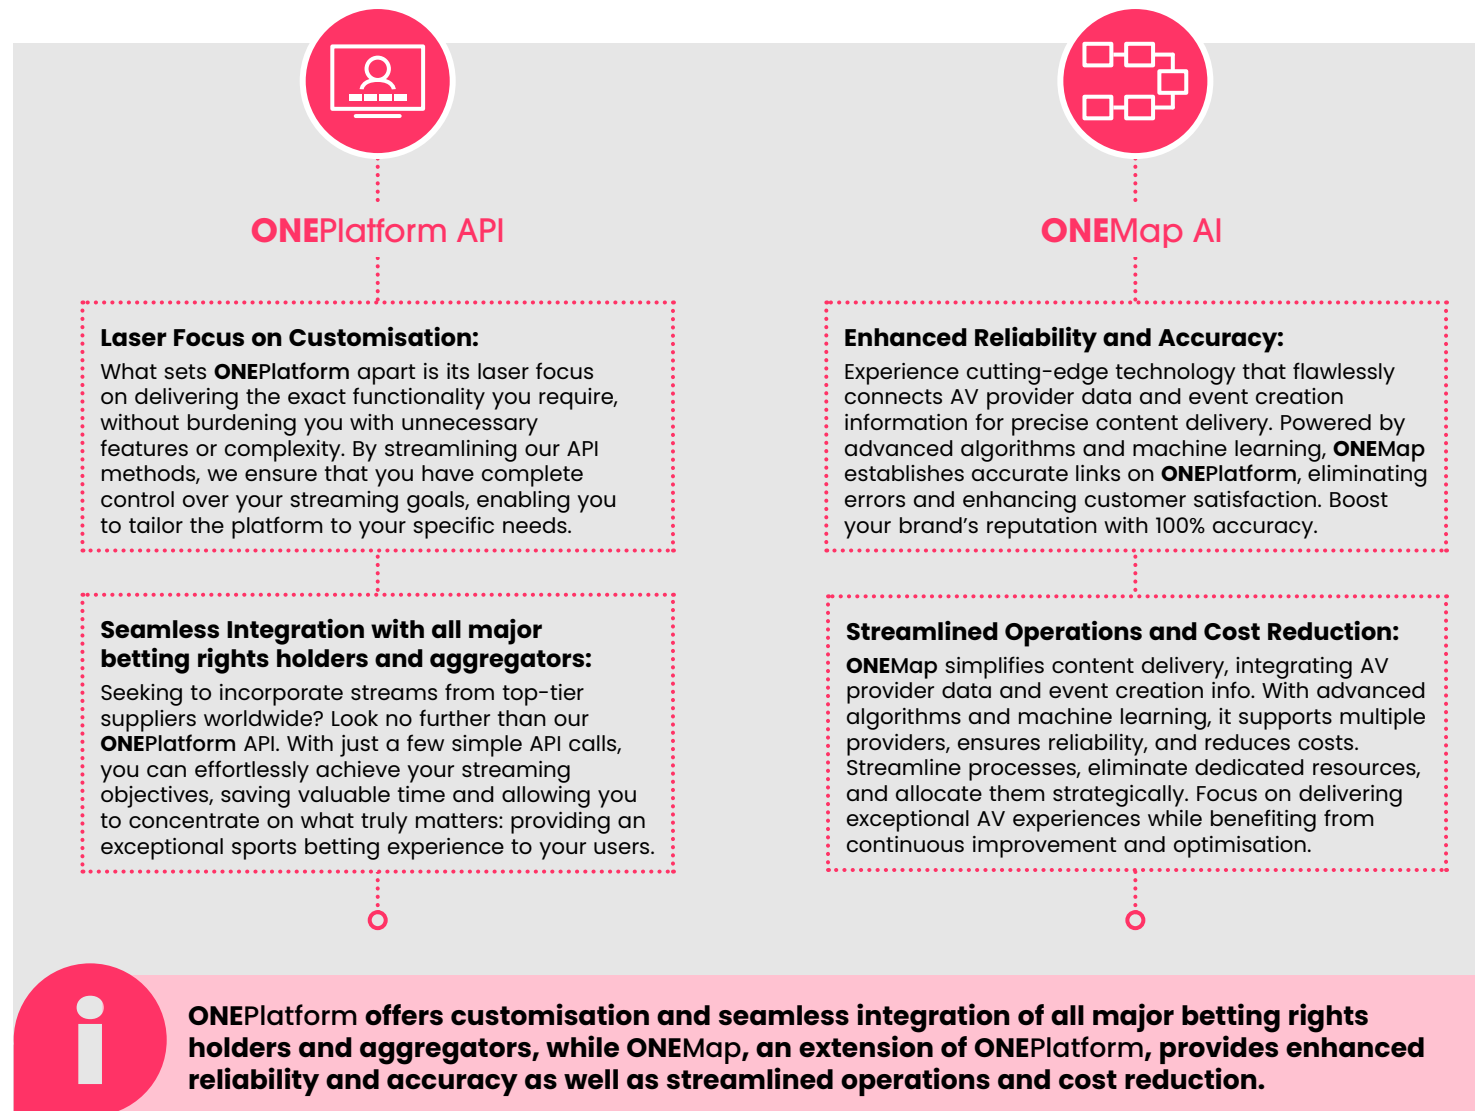 ONEPlatform API
Laser Focus on Customisation:
What sets ONEPlatform apart is its laser focus
on delivering the exact functionality you require,
without burdening you with unnecessary
features or complexity. By streamlining our API
methods, we ensure that you have complete
control over your streaming goals, enabling you
to tailor the platform to your specific needs.
Seamless Integration with all major
betting rights holders and aggregators:
Seeking to incorporate streams from top-tier
suppliers worldwide? Look no further than our
ONEPlatform API. With just a few simple API calls,
you can effortlessly achieve your streaming
objectives, saving valuable time and allowing you
to concentrate on what truly matters: providing an
exceptional sports betting experience to your users.
ONEMap AI
Enhanced Reliability and Accuracy:
Experience cutting-edge technology that flawlessly
connects AV provider data and event creation
information for precise content delivery. Powered by
advanced algorithms and machine learning, ONEMap
establishes accurate links on ONEPlatform, eliminating
errors and enhancing customer satisfaction. Boost
your brand's reputation with 100% accuracy.
Streamlined Operations and Cost Reduction:
ONEMap simplifies content delivery, integrating AV
provider data and event creation info. With advanced
algorithms and machine learning, it supports multiple
providers, ensures reliability, and reduces costs.
Streamline processes, eliminate dedicated resources,
and allocate them strategically. Focus on delivering
exceptional AV experiences while benefiting from
continuous improvement and optimisation.
i
ONEPlatform offers customisation and seamless integration of all major betting rights
holders and aggregators, while ONEMap, an extension of ONEPlatform, provides enhanced
reliability and accuracy as well as streamlined operations and cost reduction.